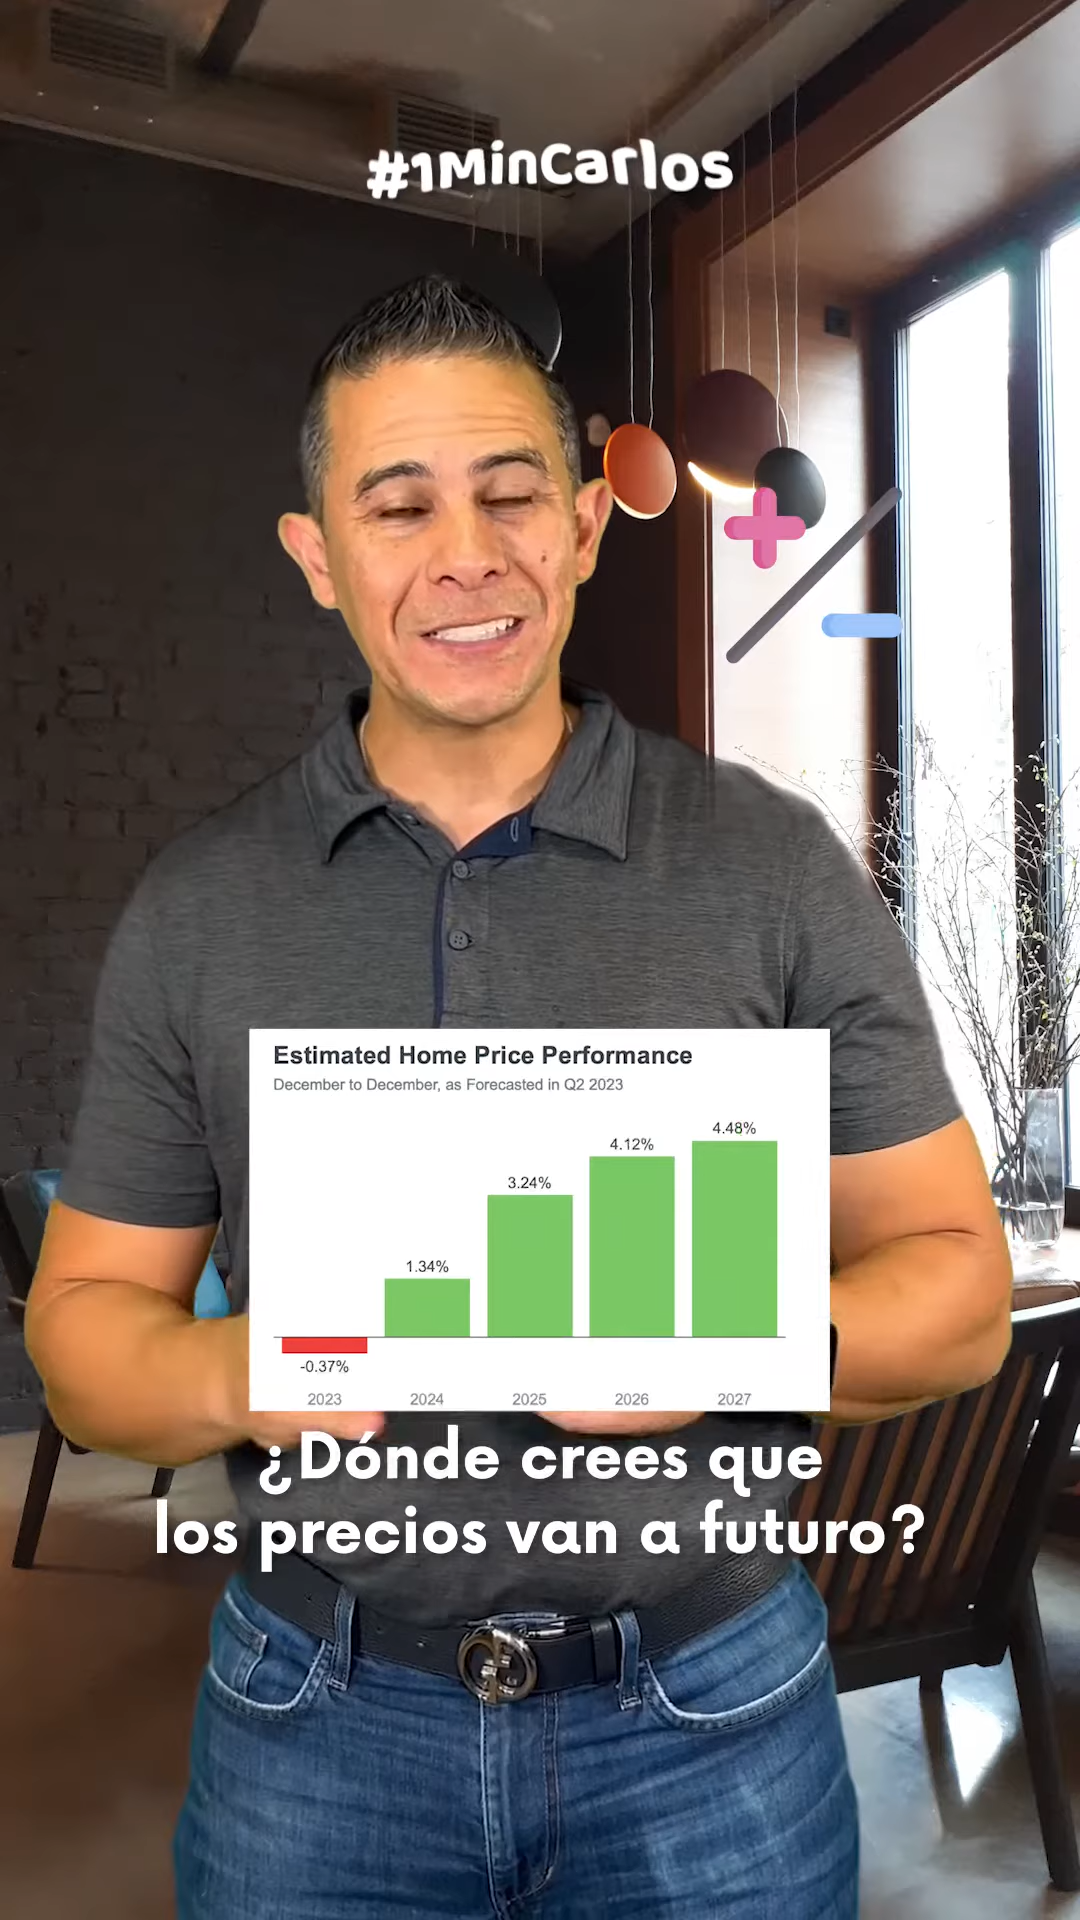 #1MinCarlos
Estimated Home Price Performance
December to December, as Forecasted in Q2 2023
4.48%
4.12%
3.24%
1.34%
-0.37%
2023 2024 2025 2026 2027
¿Dónde crees que
los precios van a futuro?